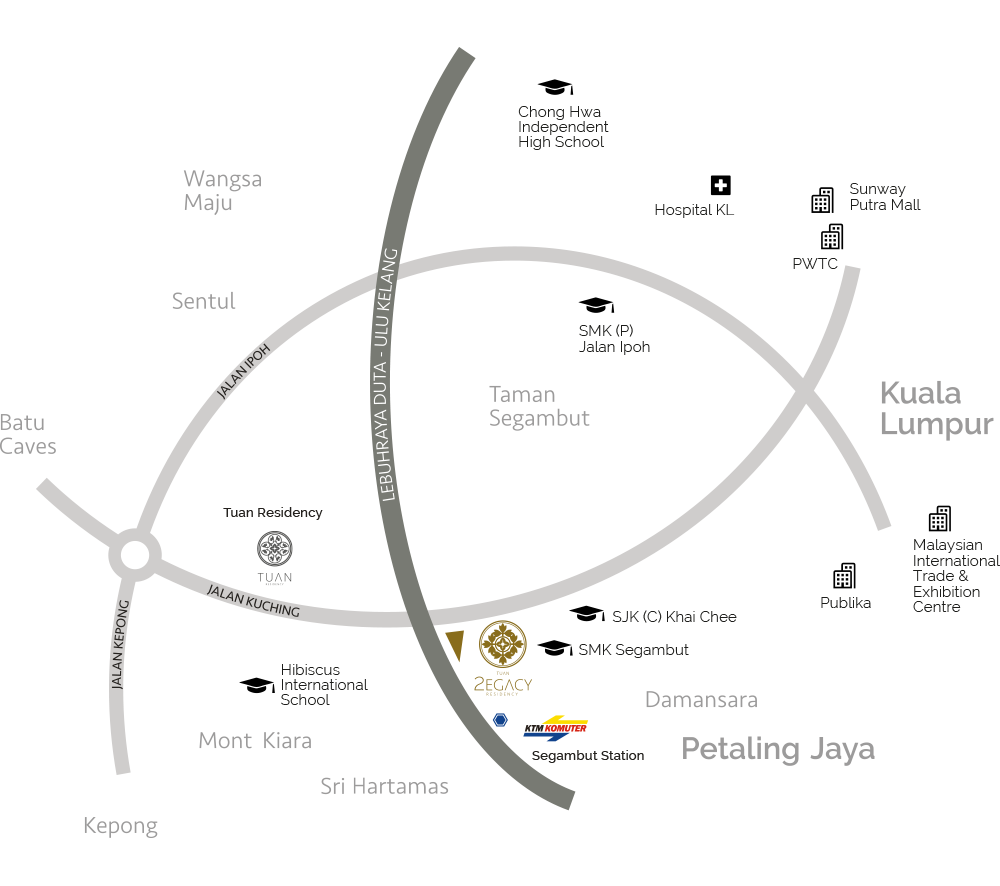 Chong Hwa
Independent
High School
Wangsa
Maju
Hospital KL
Sunway
Putra Mall
PWTC
LEBUHRAYA DUTA - ULU KELANG
Sentul
SMK (P)
Jalan Ipoh
JALAN IPOH
Taman
Segambut
Kuala
Lumpur
Batu
Caves
Tuan Residency
TUAN
RESIDENCY
Malaysian
International
Trade &
Exhibition
Centre
Publika
JALAN KUCHING
JALAN KEPONG
SJK (C) Khai Chee
SMK Segambut
TUAN
2EGACY
RESIDENCY
Hibiscus
International
School
Damansara
KTM KOMUTER
Segambut Station
Mont Kiara
Petaling Jaya
Sri Hartamas
Kepong